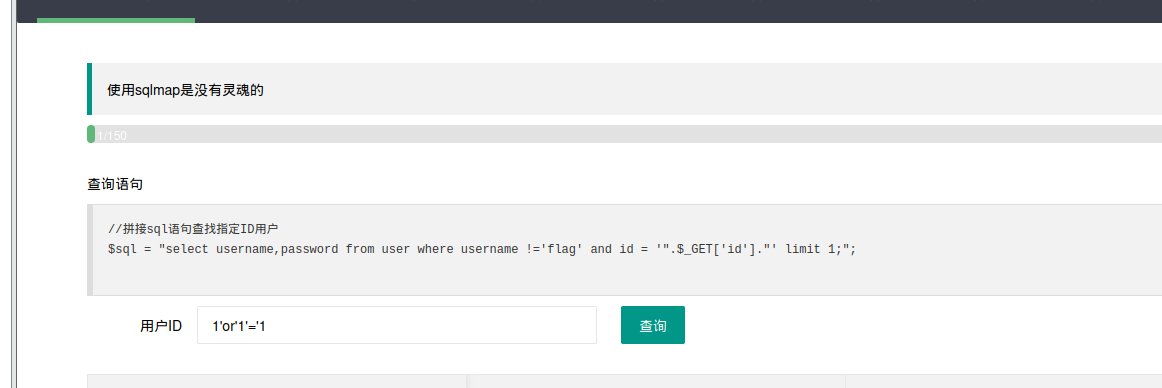 使用sqlmap是没有灵魂的
1/150
查询语句
//拼接sql语句查找指定ID用户
$sql = "select username,password from user where username !='flag' and id = '".$_GET['id']."' limit 1;";
用户ID 1'or'1'='1 查询